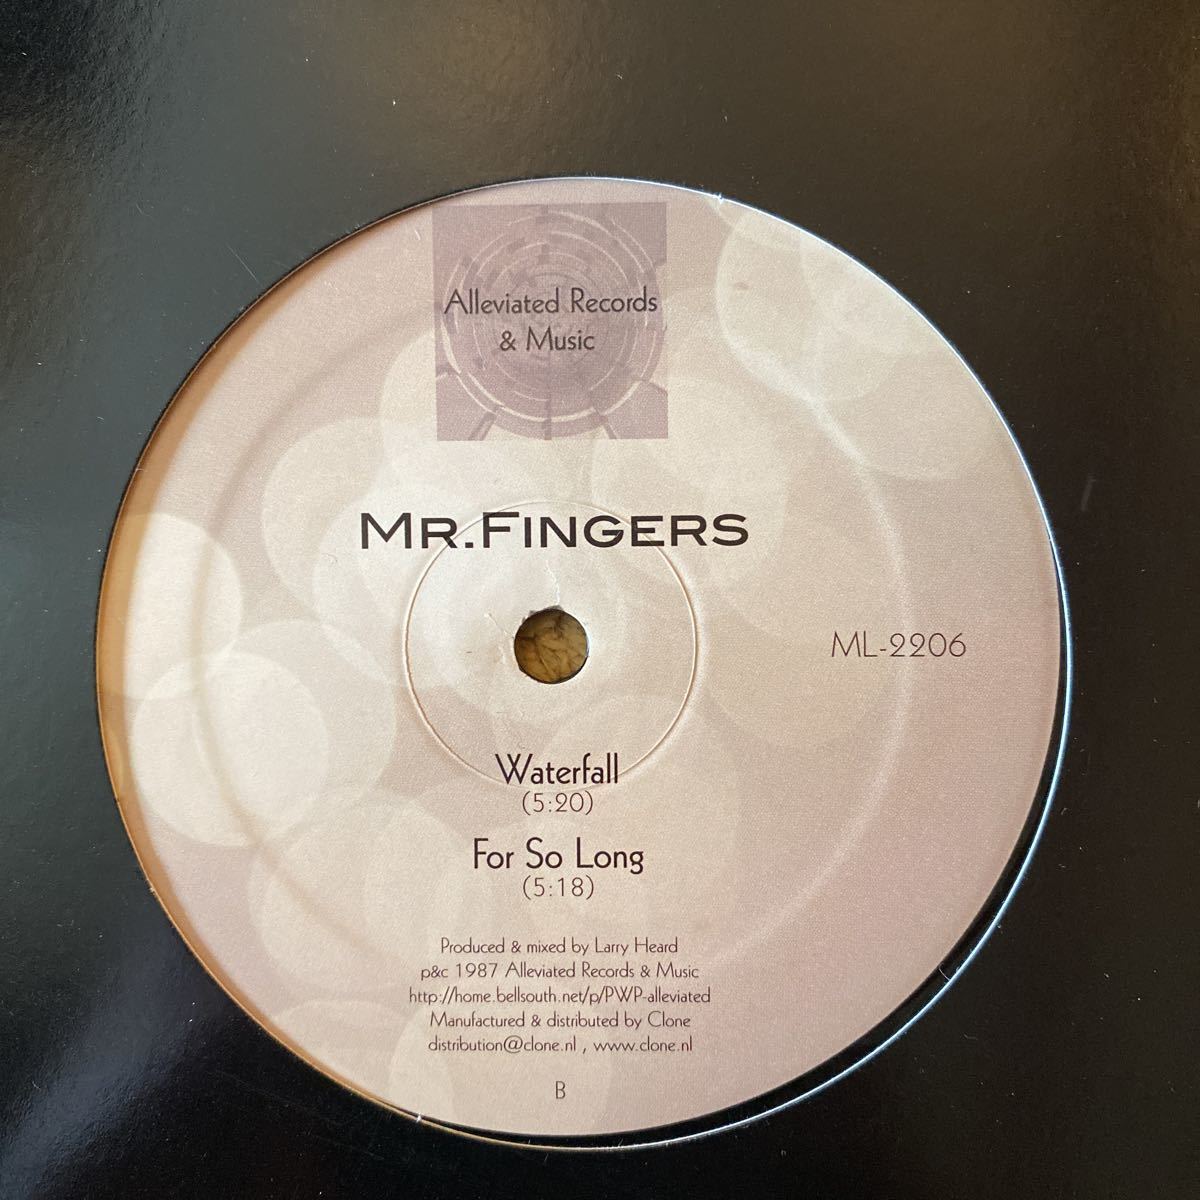 Alleviated Records
& Music
MR.FINGERS
ML-2206
Waterfall
(5:20)
For So Long
(5:18)
Produced & mixed by Larry Heard
p&c 1987 Alleviated Records & Music
http://home.bellsouth.net/p/PWP-alleviated
Manufactured & distributed by Clone
distribution@clone.nl , www.clone.nl
B